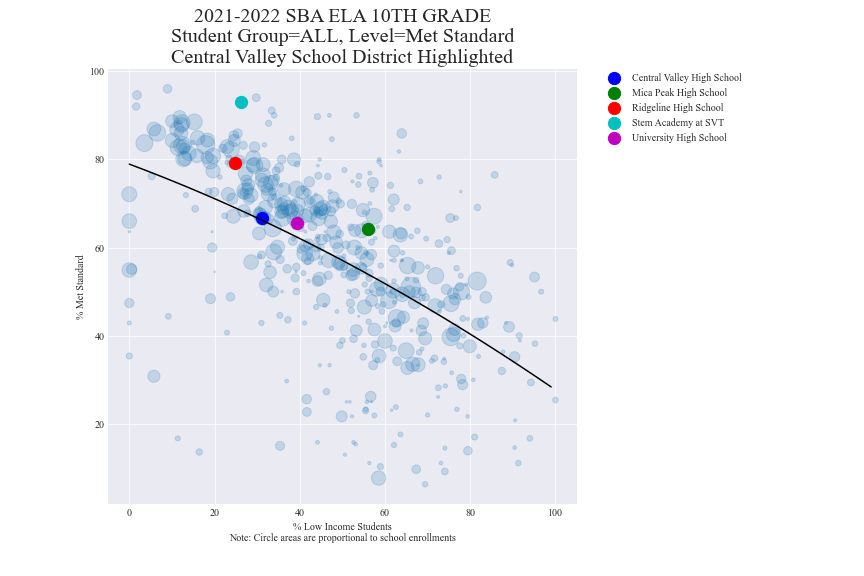 2021-2022 SBA ELA 10TH GRADE
Student Group=ALL, Level=Met Standard
Central Valley School District Highlighted
Central Valley High School
Mica Peak High School
Ridgeline High School
Stem Academy at SVT
University High School
100
80
60
40
20
% Met Standard
0 20 40 60 80 100
% Low Income Students
Note: Circle areas are proportional to school enrollments